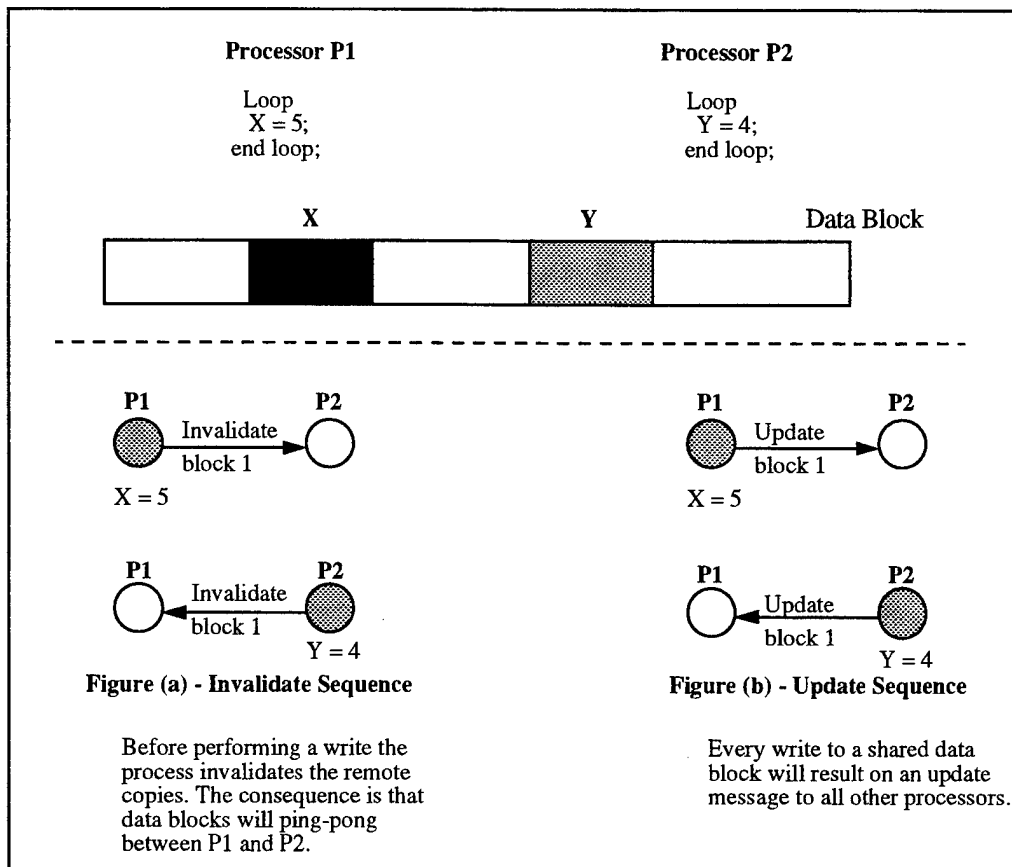 Processor P1
Processor P2
Loop
X = 5;
end loop;
Loop
Y = 4;
end loop;
X
Y
Data Block
P1
P2
Invalidate
block 1
X = 5
P1
P2
Invalidate
block 1
Y = 4
Figure (a) - Invalidate Sequence
Before performing a write the
process invalidates the remote
copies. The consequence is that
data blocks will ping-pong
between P1 and P2.
P1
P2
Update
block 1
X = 5
P1
P2
Update
block 1
Y = 4
Figure (b) - Update Sequence
Every write to a shared data
block will result on an update
message to all other processors.